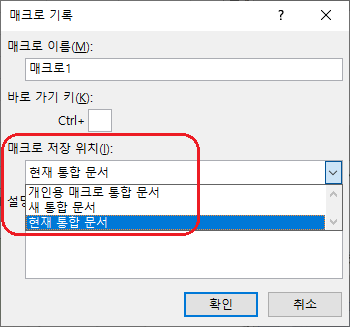 매크로 기록
? ×
매크로 이름(M):
매크로1
바로 가기 키(K):
Ctrl+
매크로 저장 위치(I):
현재 통합 문서
개인용 매크로 통합 문서
새 통합 문서
현재 통합 문서
확인 취소